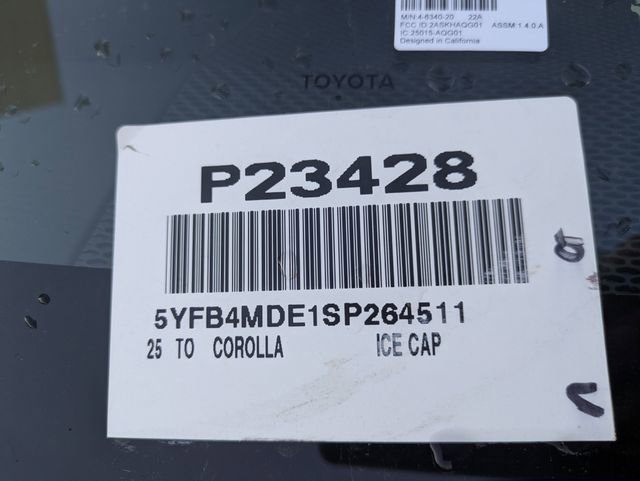 M/N:4-6340-20 22A
FCC ID:2ASKHAQG01 ASSM:1.4.0.A
IC:25015-AQG01
Designed in California
TOYOTA
P23428
5YFB4MDE1SP264511
25 TO COROLLA ICE CAP